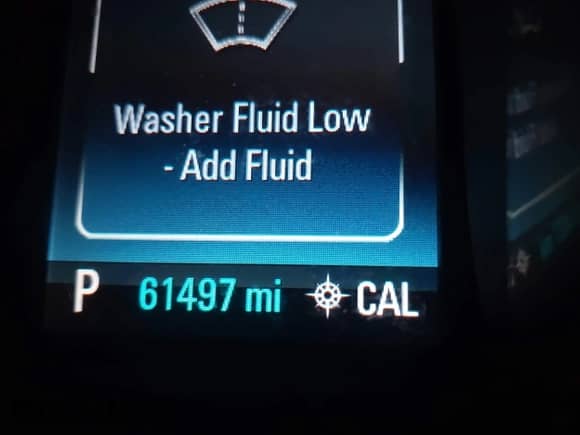 Washer Fluid Low
- Add Fluid
P 61497 mi CAL